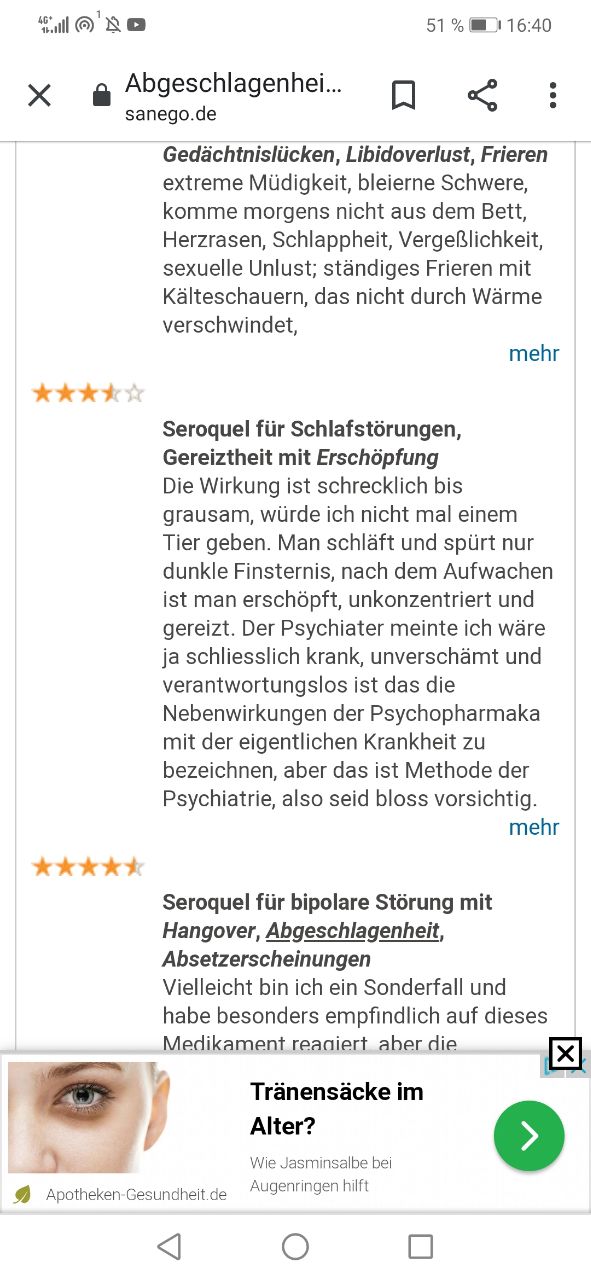 4G+ 1 51 % 16:40
Abgeschlagenhei...
sanego.de
Gedächtnislücken, Libidoverlust, Frieren
extreme Müdigkeit, bleierne Schwere,
komme morgens nicht aus dem Bett,
Herzrasen, Schlappheit, Vergeßlichkeit,
sexuelle Unlust; ständiges Frieren mit
Kälteschauern, das nicht durch Wärme
verschwindet,
mehr
Seroquel für Schlafstörungen,
Gereiztheit mit Erschöpfung
Die Wirkung ist schrecklich bis
grausam, würde ich nicht mal einem
Tier geben. Man schläft und spürt nur
dunkle Finsternis, nach dem Aufwachen
ist man erschöpft, unkonzentriert und
gereizt. Der Psychiater meinte ich wäre
ja schliesslich krank, unverschämt und
verantwortungslos ist das die
Nebenwirkungen der Psychopharmaka
mit der eigentlichen Krankheit zu
bezeichnen, aber das ist Methode der
Psychiatrie, also seid bloss vorsichtig.
mehr
Seroquel für bipolare Störung mit
Hangover, Abgeschlagenheit,
Absetzerscheinungen
Vielleicht bin ich ein Sonderfall und
habe besonders empfindlich auf dieses
Medikament reagiert, aber die
Tränensäcke im
Alter?
Wie Jasminsalbe bei
Augenringen hilft
Apotheken-Gesundheit.de